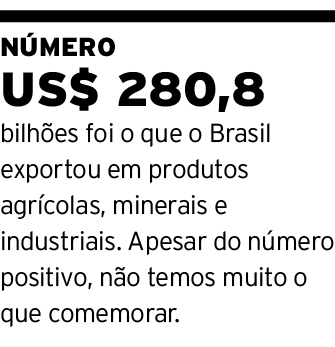 NÚMERO
US$ 280,8
bilhões foi o que o Brasil
exportou em produtos
agrícolas, minerais e
industriais. Apesar do número
positivo, não temos muito o
que comemorar.